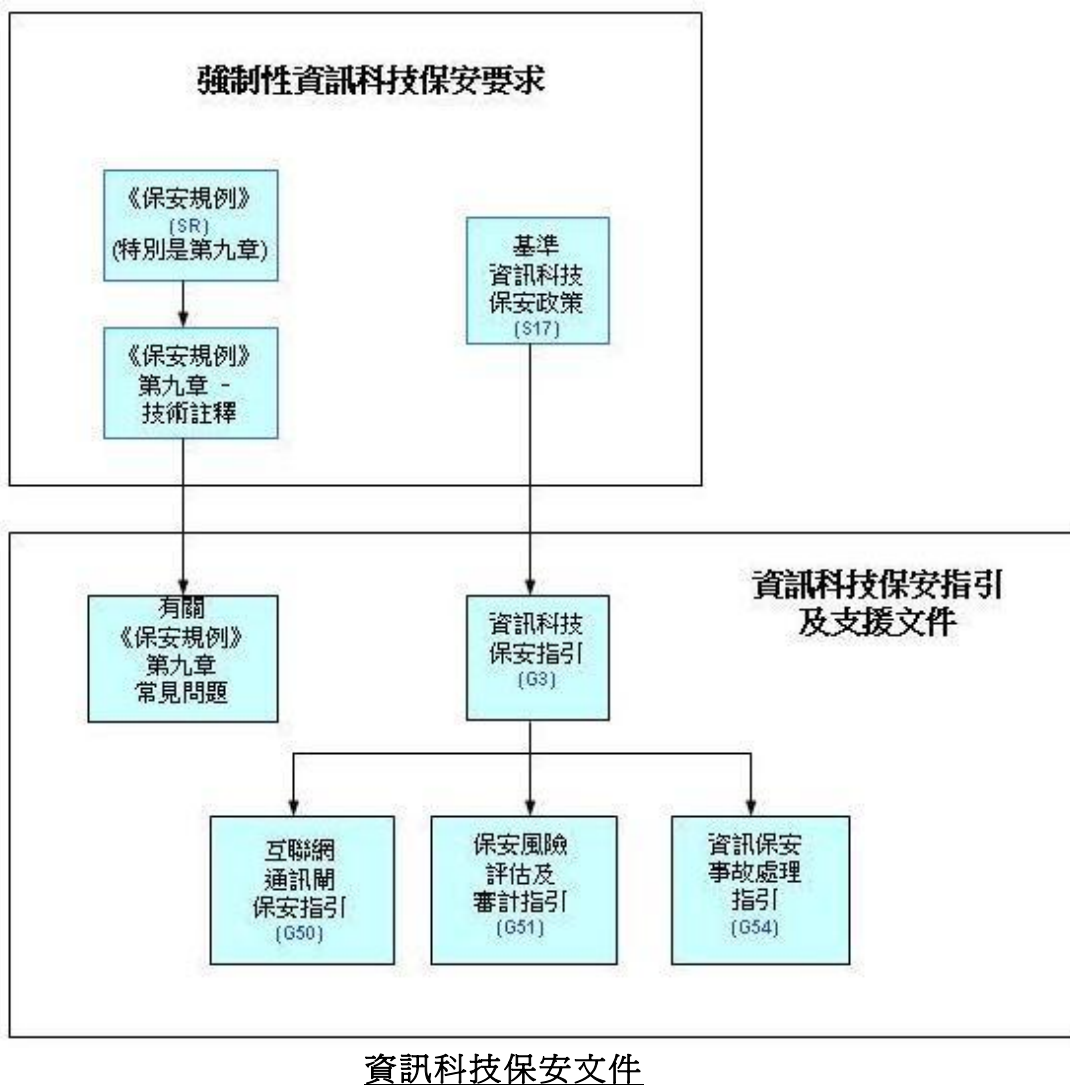 強制性資訊科技保安要求
《保安規例》
(SR)
(特別是第九章)
基準
資訊科技
保安政策
(S17)
《保安規例》
第九章 -
技術註釋
資訊科技保安指引
及支援文件
有關
《保安規例》
第九章
常見問題
資訊科技
保安指引
(G3)
互聯網
通訊閘
保安指引
(G50)
保安風險
評估及
審計指引
(G51)
資訊保安
事故處理
指引
(G54)
資訊科技保安文件